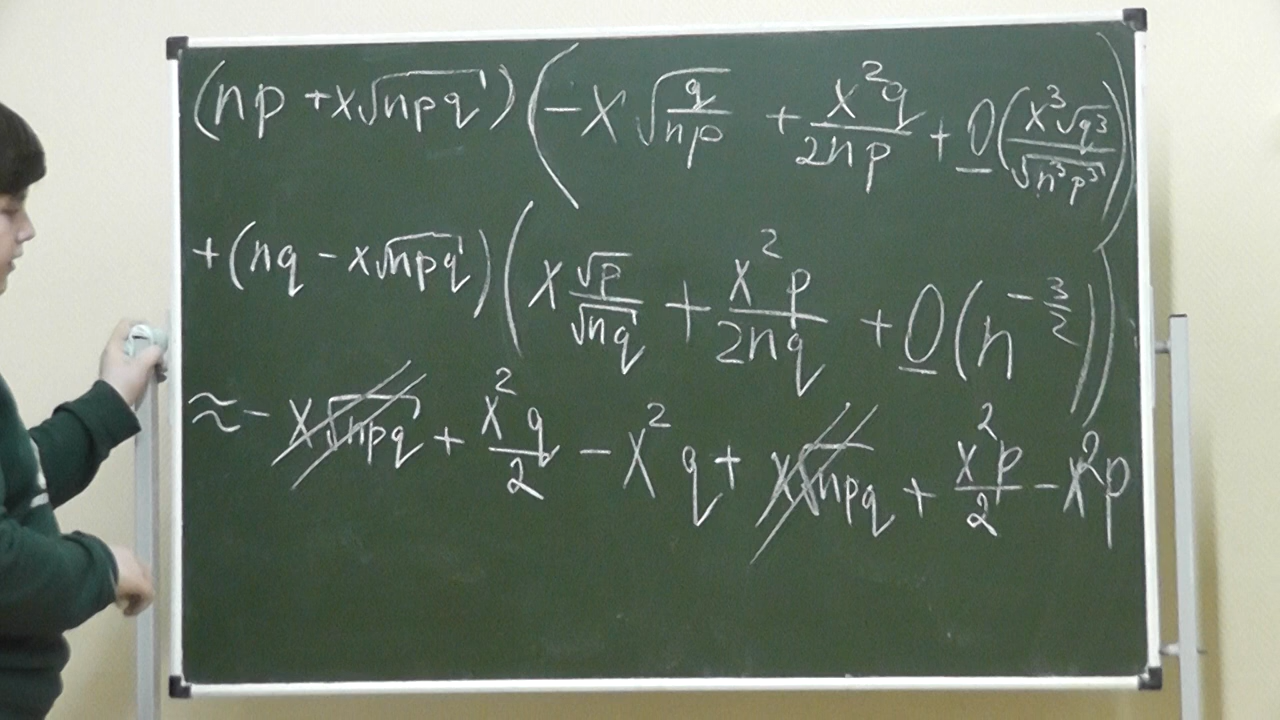 (np + x√npq) (−x √(q/np) + x²q/2np + O(x³√q³/√n³p³))
+ (nq − x√npq) (x √p/√nq + x²p/2nq + O(n^(−3/2)))
≈ − x√npq + x²q/2 − x²q + x√npq + x²p/2 − x²p